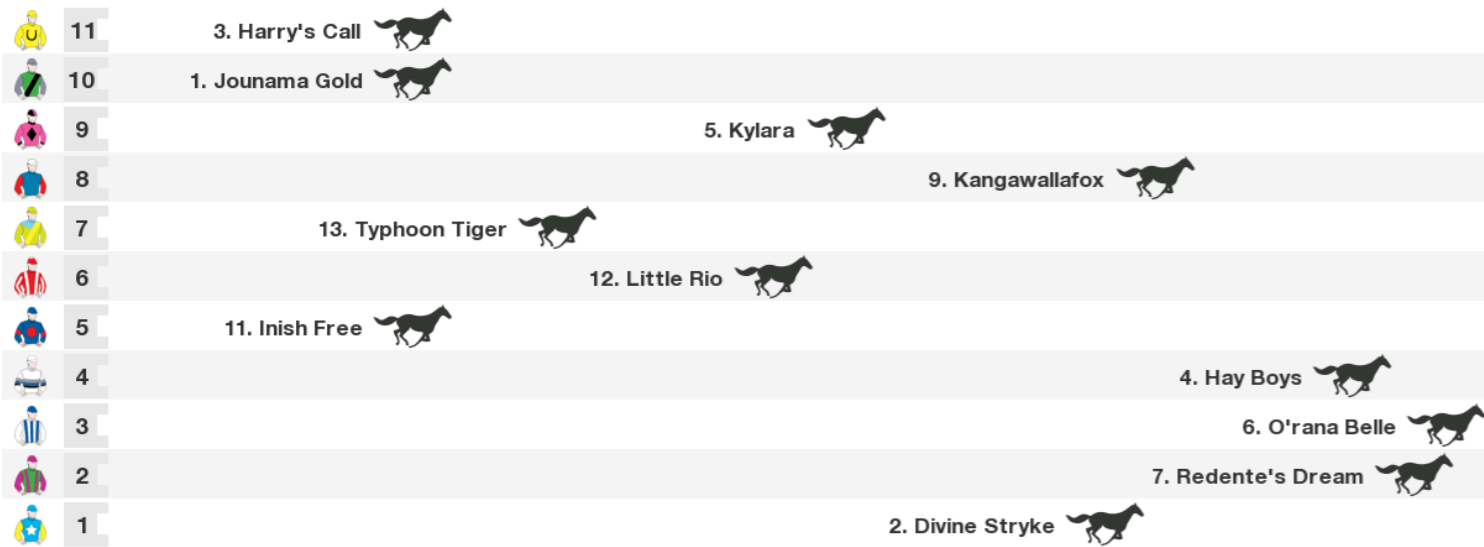 11 3. Harry's Call
10 1. Jounama Gold
9 5. Kylara
8 9. Kangawallafox
7 13. Typhoon Tiger
6 12. Little Rio
5 11. Inish Free
4 4. Hay Boys
3 6. O'rana Belle
2 7. Redente's Dream
1 2. Divine Stryke